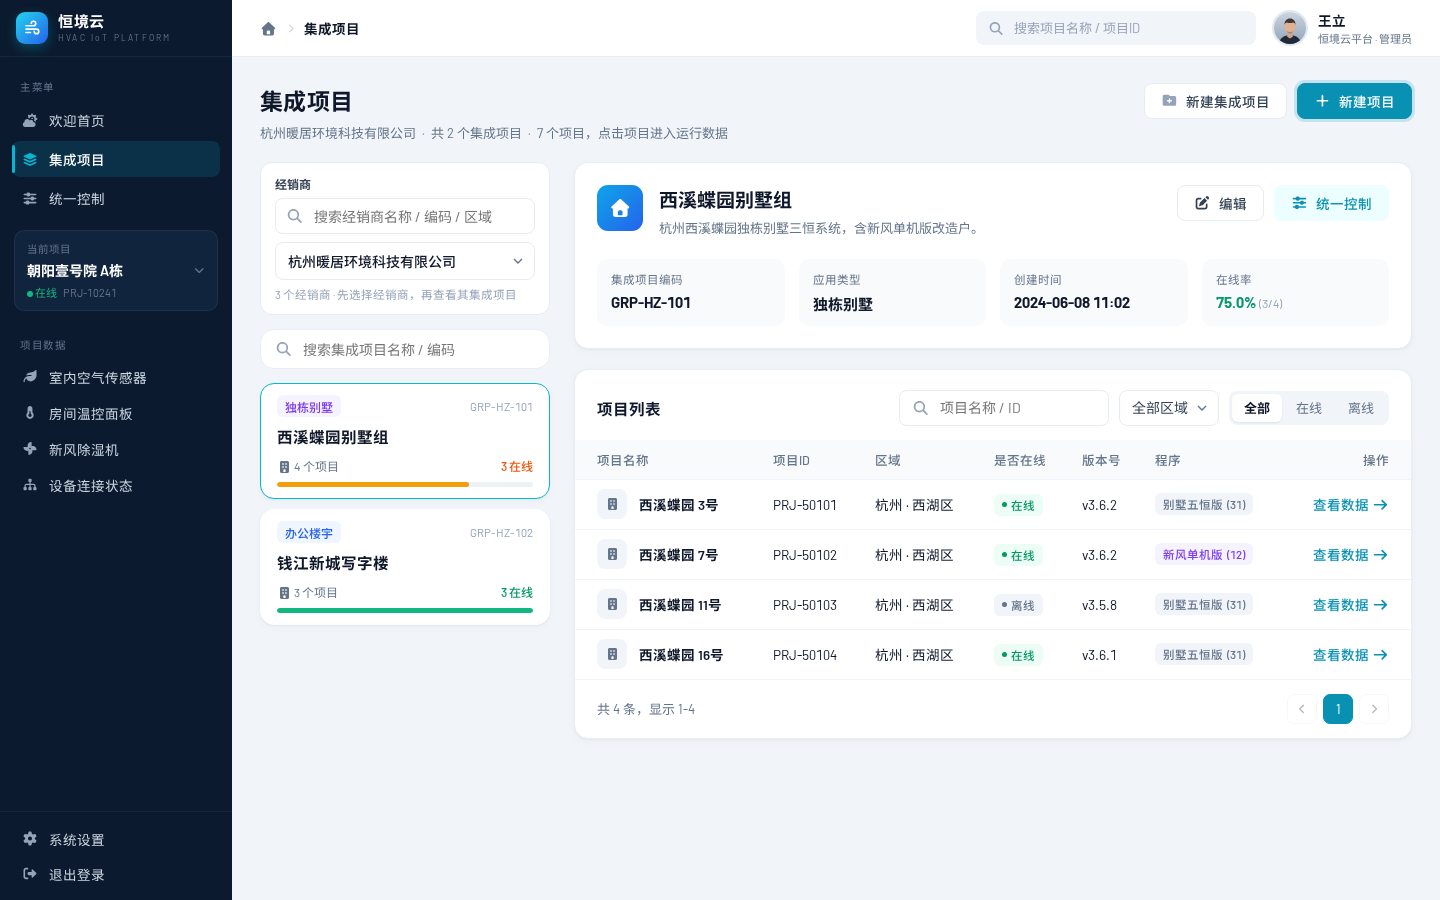 恒境云
HVAC IoT PLATFORM
主菜单
欢迎首页
集成项目
统一控制
当前项目
朝阳壹号院 A栋
在线 PRJ-10241
项目数据
室内空气传感器
房间温控面板
新风除湿机
设备连接状态
系统设置
退出登录
集成项目
搜索项目名称 / 项目ID
王立
恒境云平台 · 管理员
集成项目
杭州暖居环境科技有限公司 · 共 2 个集成项目 · 7 个项目，点击项目进入运行数据
新建集成项目
新建项目
经销商
搜索经销商名称 / 编码 / 区域
杭州暖居环境科技有限公司
3 个经销商 · 先选择经销商，再查看其集成项目
搜索集成项目名称 / 编码
独栋别墅 GRP-HZ-101
西溪蝶园别墅组
4 个项目 3 在线
办公楼宇 GRP-HZ-102
钱江新城写字楼
3 个项目 3 在线
西溪蝶园别墅组
杭州西溪蝶园独栋别墅三恒系统，含新风单机版改造户。
编辑
统一控制
集成项目编码
GRP-HZ-101
应用类型
独栋别墅
创建时间
2024-06-08 11:02
在线率
75.0% (3/4)
项目列表
项目名称 / ID
全部区域
全部 在线 离线
项目名称 项目ID 区域 是否在线 版本号 程序 操作
西溪蝶园 3号 PRJ-50101 杭州 · 西湖区 在线 v3.6.2 别墅五恒版 (31) 查看数据
西溪蝶园 7号 PRJ-50102 杭州 · 西湖区 在线 v3.6.2 新风单机版 (12) 查看数据
西溪蝶园 11号 PRJ-50103 杭州 · 西湖区 离线 v3.5.8 别墅五恒版 (31) 查看数据
西溪蝶园 16号 PRJ-50104 杭州 · 西湖区 在线 v3.6.1 别墅五恒版 (31) 查看数据
共 4 条，显示 1-4
1